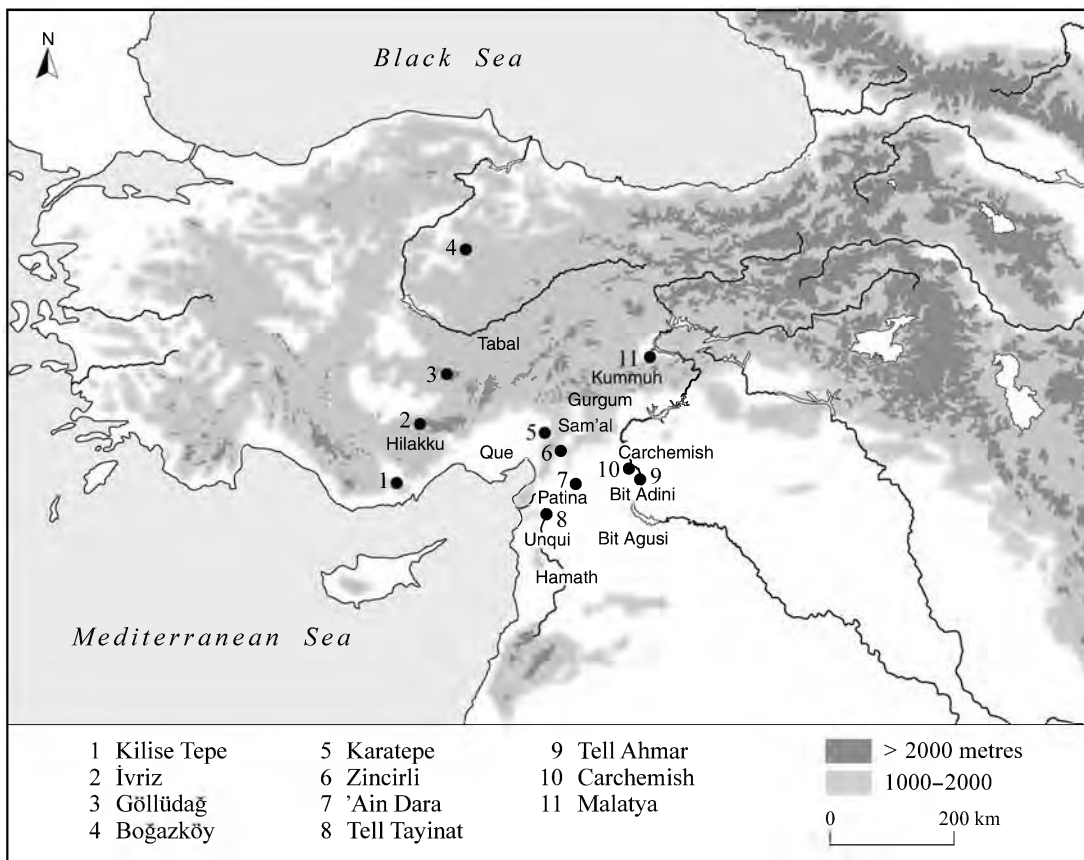 N
Black Sea
4
Tabal
11
3
Kummuh
Gurgum
2
5
Sam'al
Hilakku
Que
6
Carchemish
10
1
7
9
Patina
Bit Adini
8
Unqui
Bit Agusi
Hamath
Mediterranean Sea
1 Kilise Tepe
2 İvriz
3 Göllüdağ
4 Boğazköy
5 Karatepe
6 Zincirli
7 'Ain Dara
8 Tell Tayinat
9 Tell Ahmar
10 Carchemish
11 Malatya
> 2000 metres
1000–2000
0 200 km